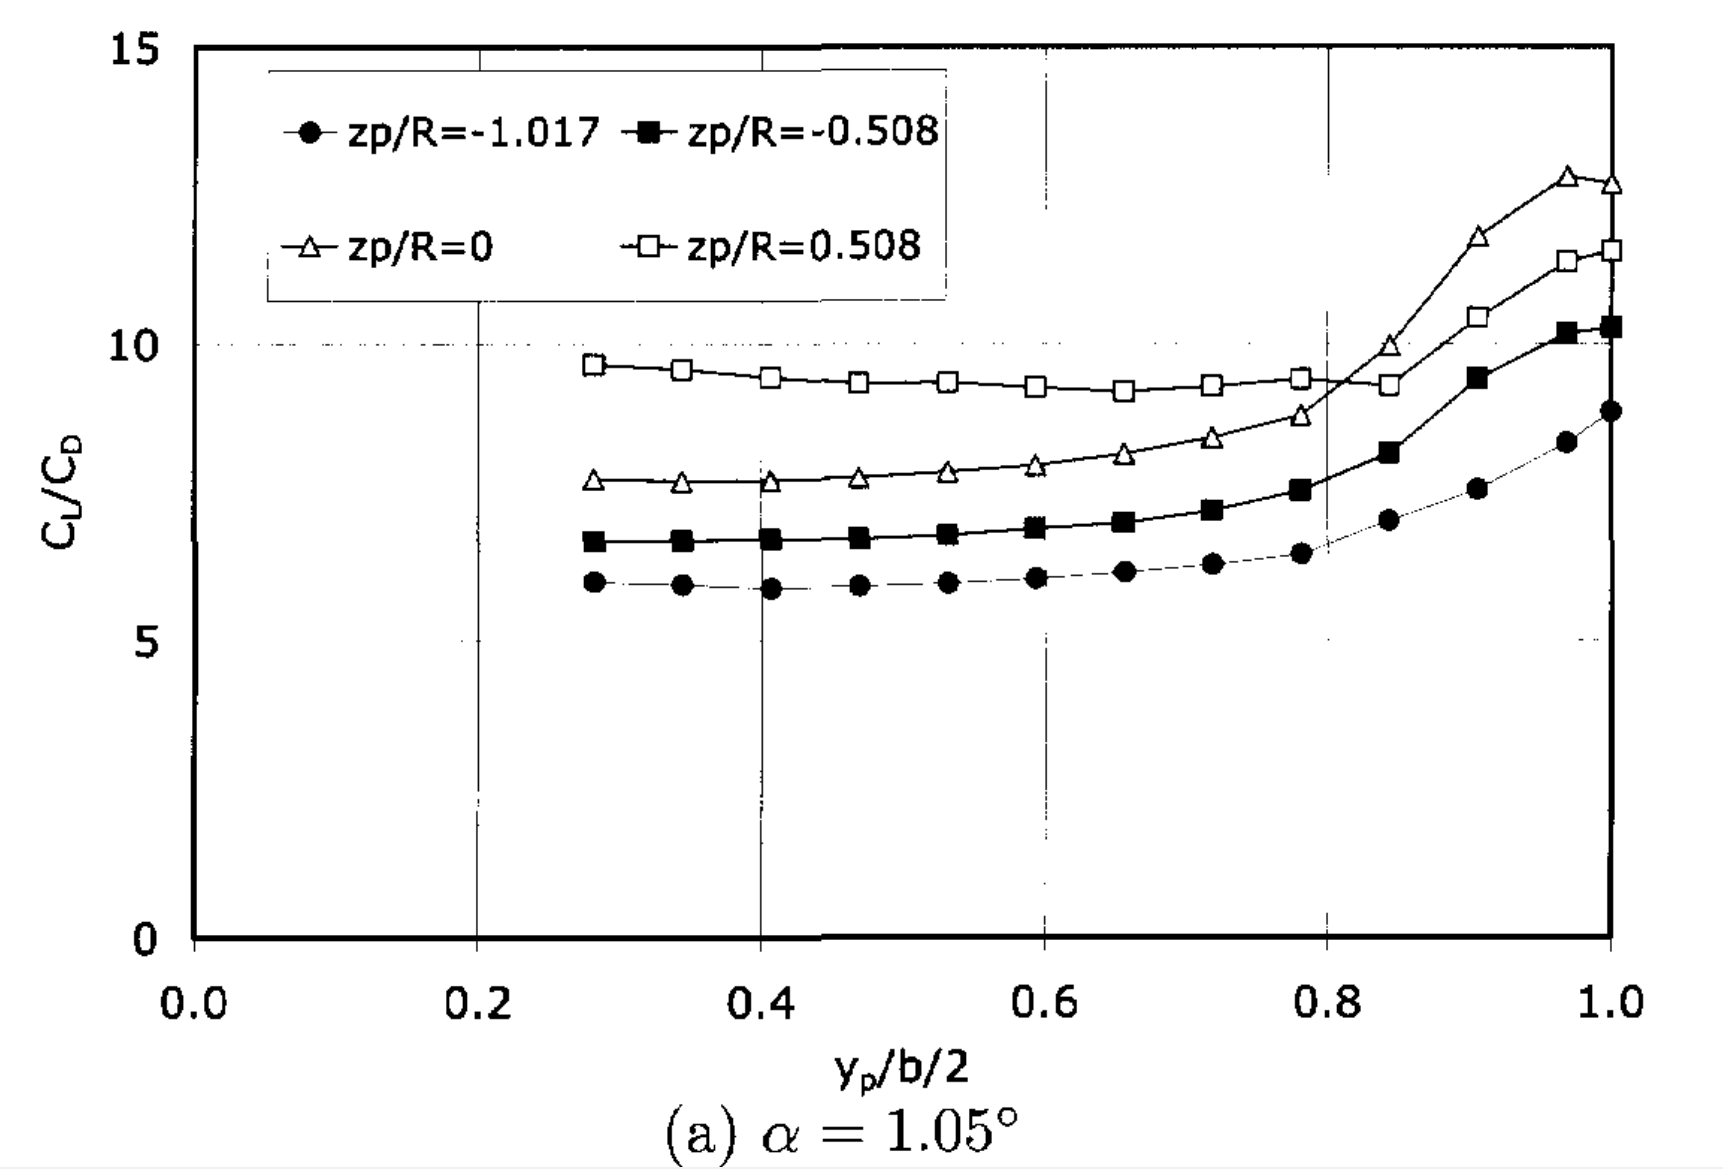 15
zp/R=-1.017 zp/R=-0.508
zp/R=0 zp/R=0.508
10
C_L/C_D
5
0
0.0 0.2 0.4 0.6 0.8 1.0
y_p/b/2
(a) α = 1.05°